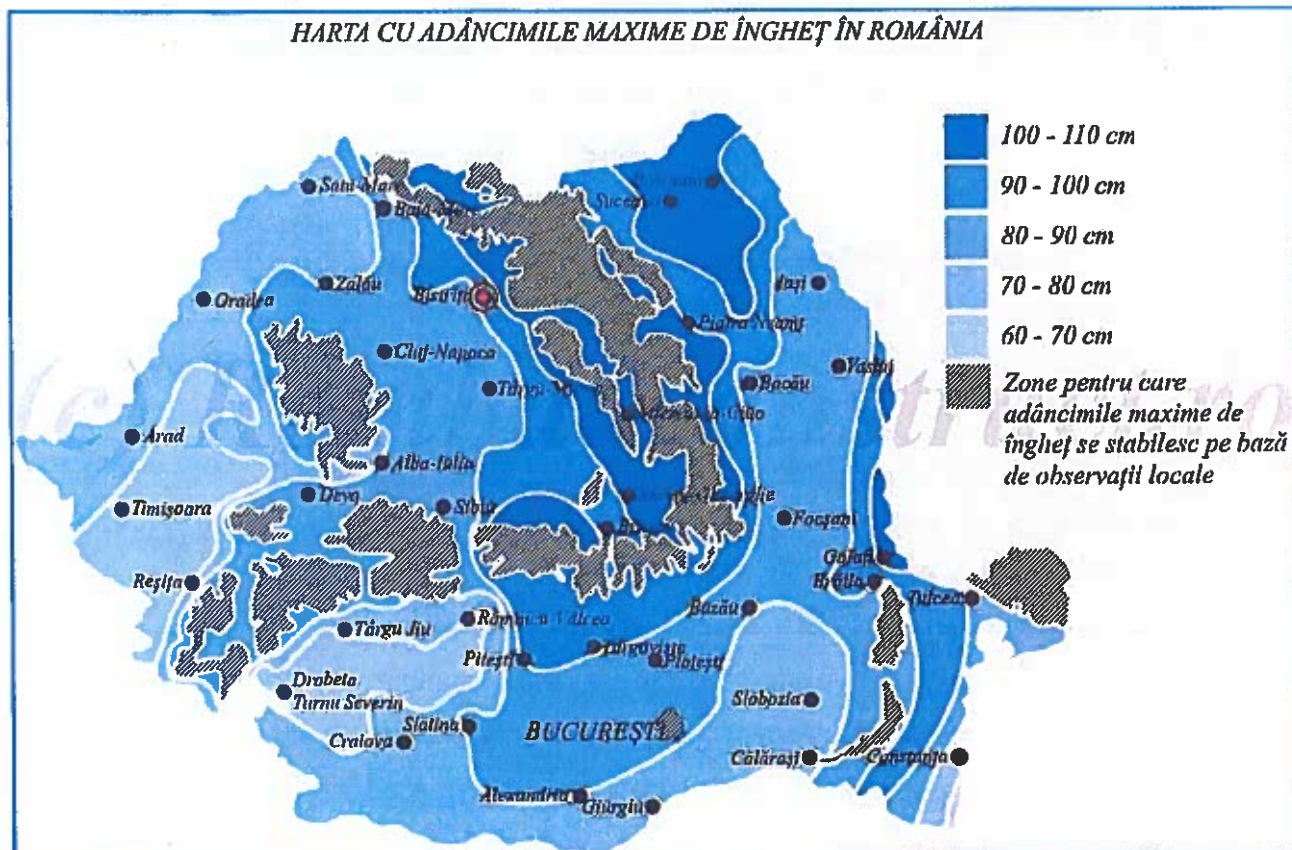 HARTA CU ADÂNCIMILE MAXIME DE ÎNGHEȚ ÎN ROMÂNIA
100 - 110 cm
90 - 100 cm
80 - 90 cm
70 - 80 cm
60 - 70 cm
Zone pentru care
adâncimile maxime de
îngheț se stabilesc pe bază
de observații locale
Satu-Mare
Baia-Mare
Suceava
Zalău
Bistrița
Iași
Oradea
Piatra Neamț
Cluj-Napoca
Vaslui
Bacău
Arad
Alba-Iulia
Deva
Sibiu
Timișoara
Focșani
Galați
Reșița
Brăila
Tulcea
Buzău
Râmnicu-Vâlcea
Târgu Jiu
Târgoviște
Pitești
Ploiești
Drobeta
Turnu Severin
Slobozia
Slatina
BUCUREȘTI
Craiova
Călărași
Constanța
Alexandria
Giurgiu